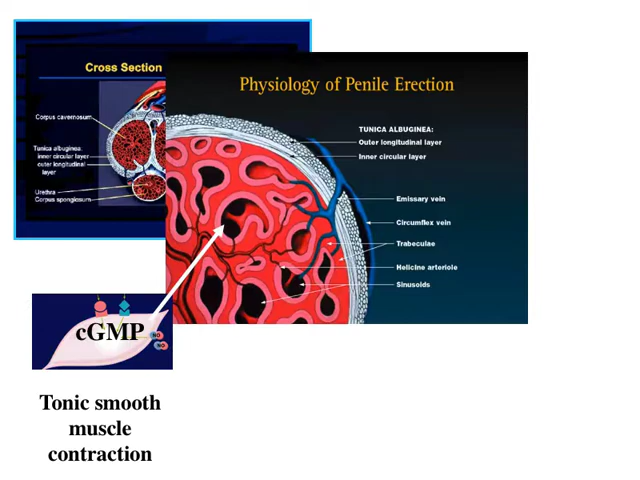 Cross Section
Corpus cavernosum
Tunica albuginea:
inner circular layer
outer longitudinal
layer
Urethra
Corpus spongiosum
Physiology of Penile Erection
TUNICA ALBUGINEA:
Outer longitudinal layer
Inner circular layer
Emissary vein
Circumflex vein
Trabeculae
Helicine arteriole
Sinusoids
cGMP
NO
NO
Tonic smooth
muscle
contraction